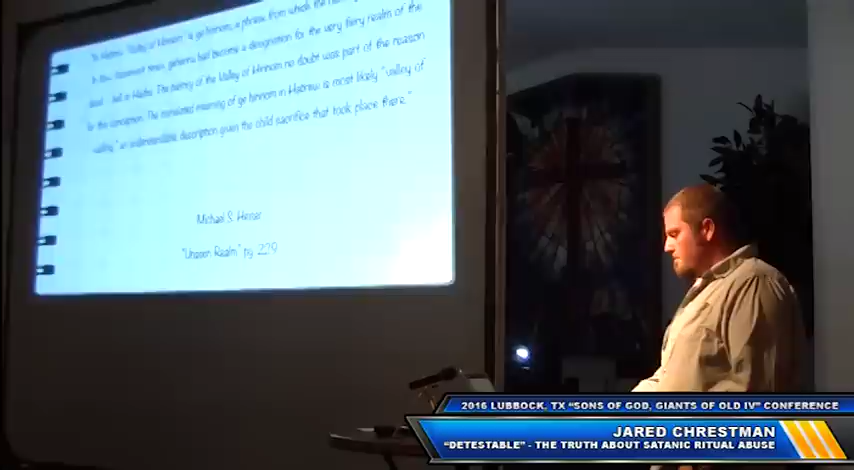 In Hebrew "Valley of Hinnom" is ge hinnom, a phrase from which the
in New Testament times, gehenna had become a designation for the very fiery realm of the
dead - hell or Hades. The history of the Valley of Hinnom no doubt was part of the reason
for this conception. The translated meaning of ge hinnom in Hebrew is most likely "valley of
wailing," an understandable description given the child sacrifice that took place there."
Michael S. Heiser
"Unseen Realm" pg. 229
2016 LUBBOCK, TX "SONS OF GOD, GIANTS OF OLD IV" CONFERENCE
JARED CHRESTMAN
"DETESTABLE" - THE TRUTH ABOUT SATANIC RITUAL ABUSE